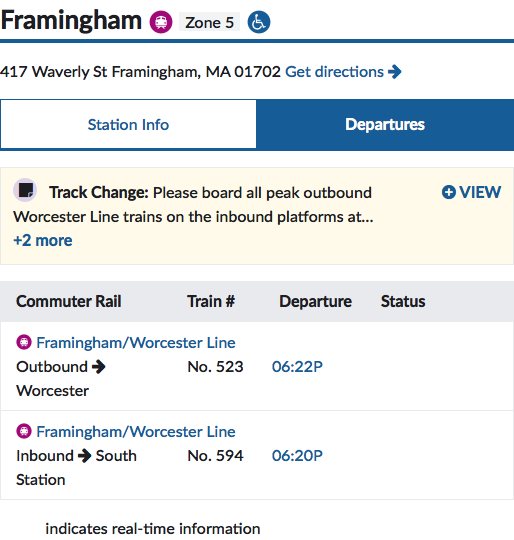 Framingham Zone 5
417 Waverly St Framingham, MA 01702 Get directions
Station Info Departures
Track Change: Please board all peak outbound VIEW
Worcester Line trains on the inbound platforms at...
+2 more
Commuter Rail Train # Departure Status
Framingham/Worcester Line
Outbound No. 523 06:22P
Worcester
Framingham/Worcester Line
Inbound South No. 594 06:20P
Station
indicates real-time information